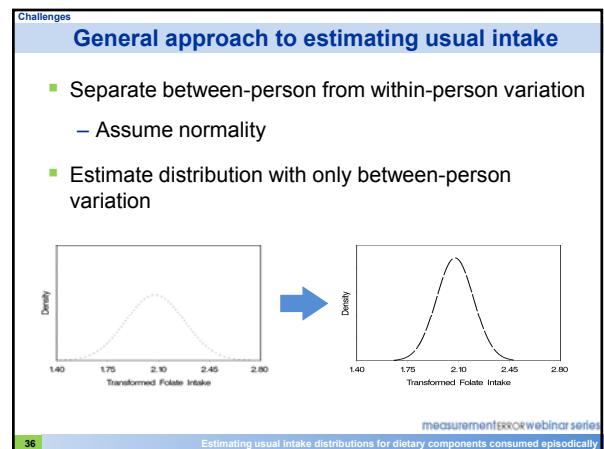 Challenges
General approach to estimating usual intake
▪ Separate between-person from within-person variation
– Assume normality
▪ Estimate distribution with only between-person
variation
Density
1.40 1.75 2.10 2.45 2.80
Transformed Folate Intake
Density
1.40 1.75 2.10 2.45 2.80
Transformed Folate Intake
measurementERRORwebinarseries
36 Estimating usual intake distributions for dietary components consumed episodically